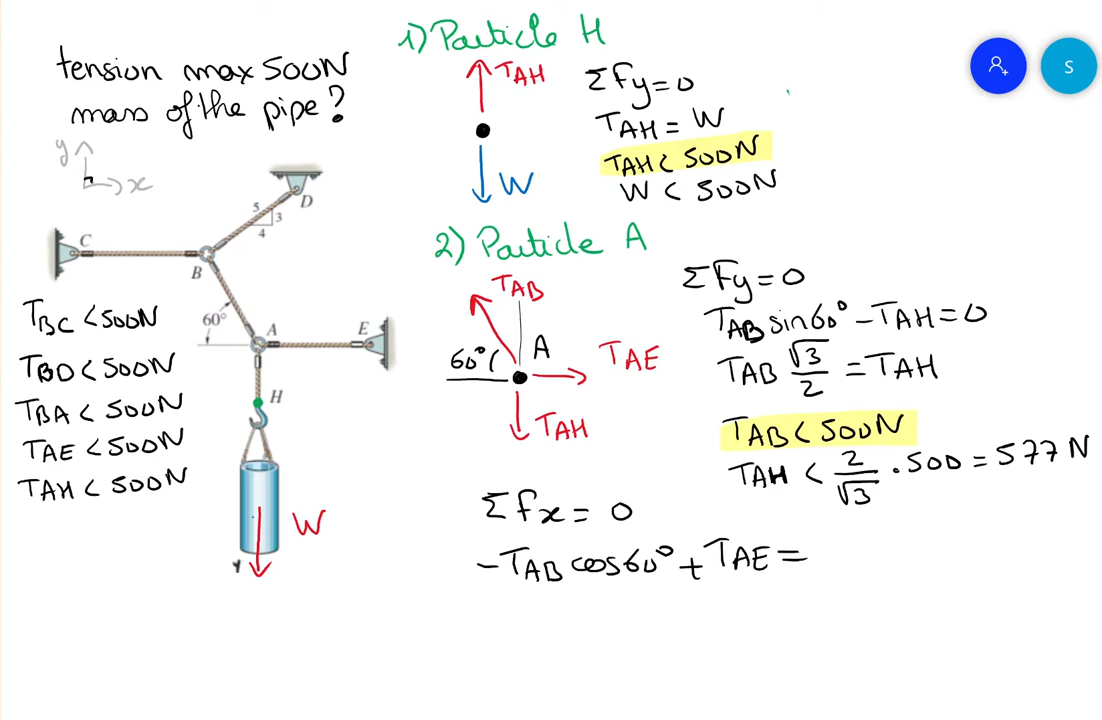 tension max 500N
mass of the pipe?
y
x
D
5
3
4
C
B
60°
A
E
H
W
TBC < 500N
TBD < 500N
TBA < 500N
TAE < 500N
TAH < 500N
1) Particle H
TAH
W
ΣFy = 0
TAH = W
TAH < 500N
W < 500N
2) Particle A
TAB
60°
A
TAE
TAH
ΣFy = 0
TAB sin60° - TAH = 0
TAB √3/2 = TAH
TAB < 500N
TAH < 2/√3 . 500 = 577 N
Σfx = 0
-TAB cos60° + TAE =
S